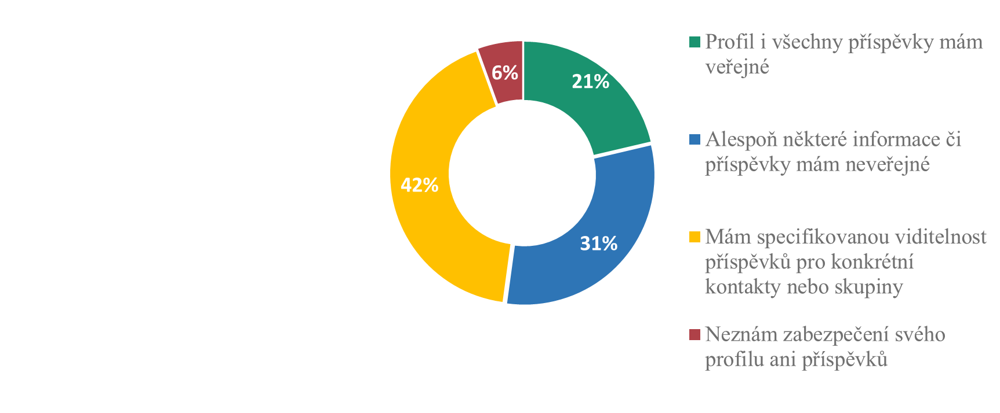 6%
21%
42%
31%
Profil i všechny příspěvky mám
veřejné
Alespoň některé informace či
příspěvky mám neveřejné
Mám specifikovanou viditelnost
příspěvků pro konkrétní
kontakty nebo skupiny
Neznám zabezpečení svého
profilu ani příspěvků